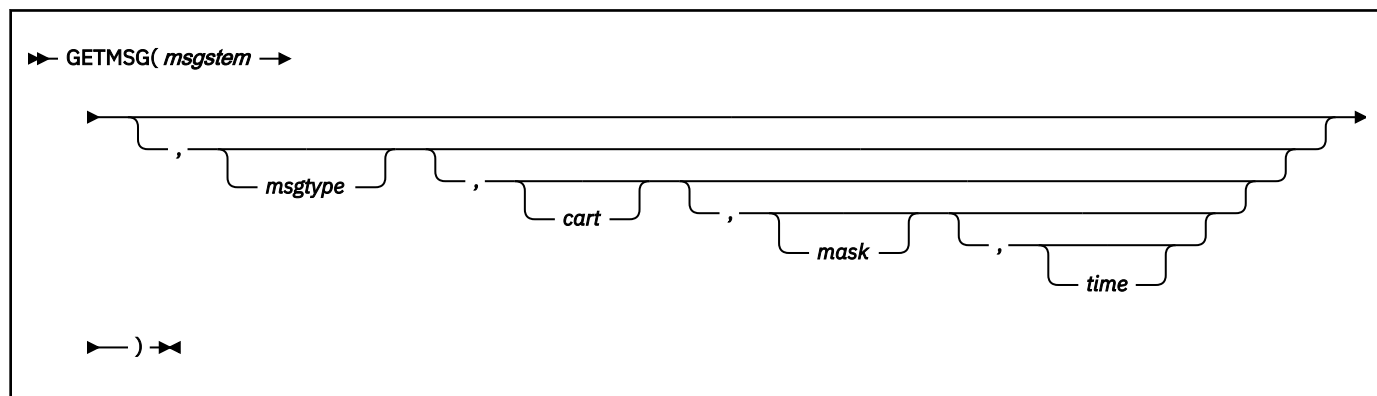 GETMSG( msgstem
,
msgtype
,
cart
,
mask
,
time
)